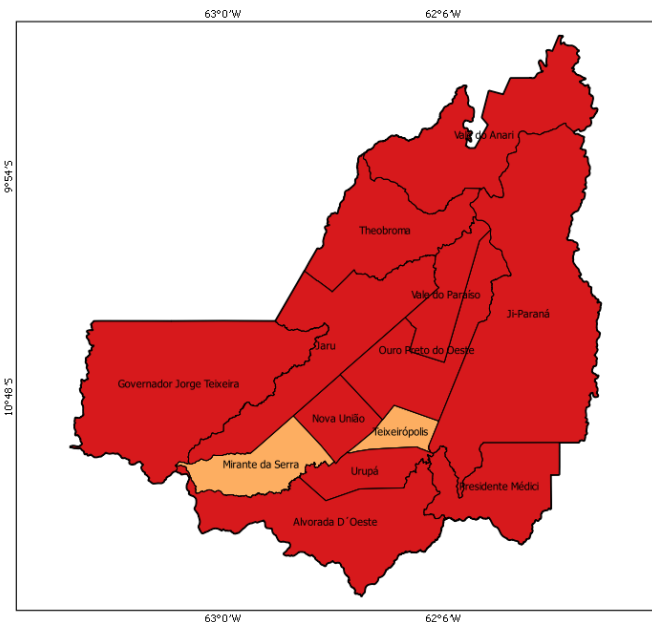 63°0´W 62°6´W
9°54´S
10°48´S
Vale do Anari
Theobroma
Vale do Paraíso
Ji-Paraná
Jaru
Ouro Preto do Oeste
Governador Jorge Teixeira
Nova União
Teixeirópolis
Mirante da Serra
Urupá
Presidente Médici
Alvorada D´Oeste
63°0´W 62°6´W